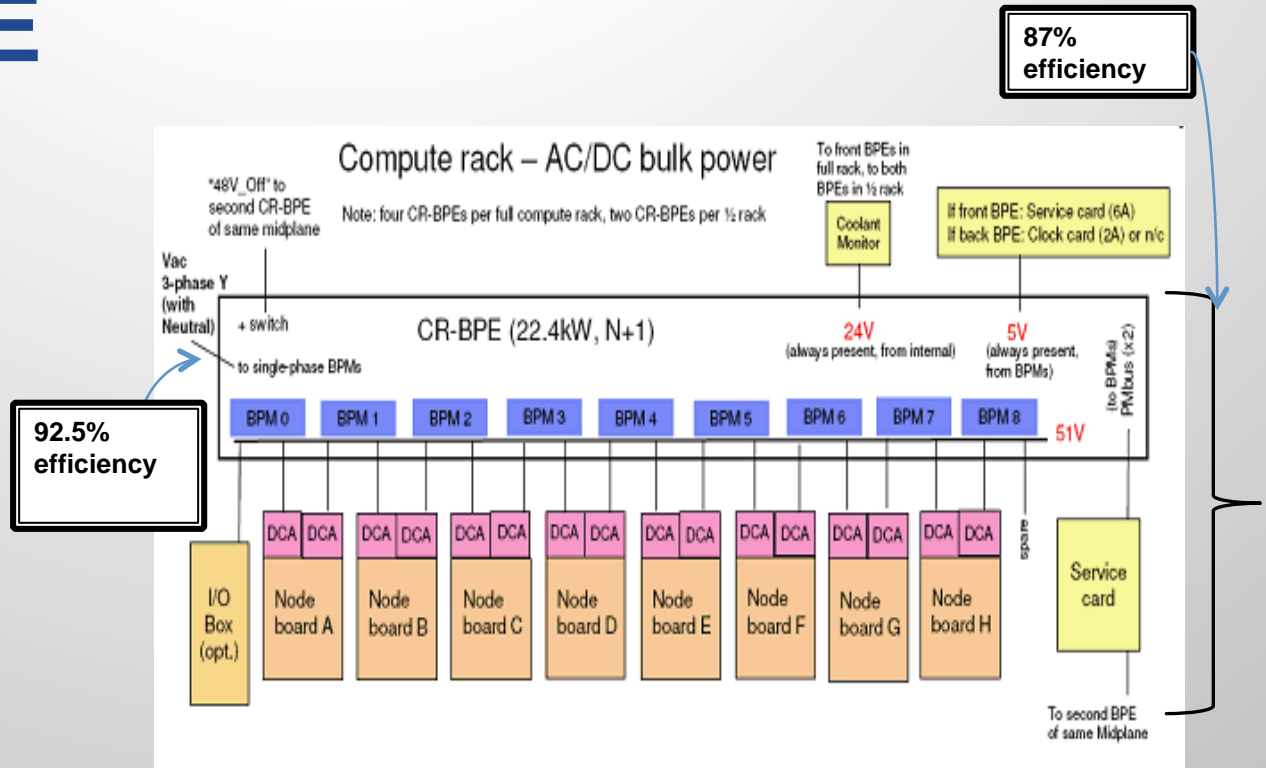 87%
efficiency
Compute rack – AC/DC bulk power
Note: four CR-BPEs per full compute rack, two CR-BPEs per ½ rack
"48V_Off" to
second CR-BPE
of same midplane
To front BPEs in
full rack, to both
BPEs in ½ rack
Coolant
Monitor
If front BPE: Service card (6A)
If back BPE: Clock card (2A) or n/c
Vac
3-phase Y
(with
Neutral)
+ switch
to single-phase BPMs
CR-BPE (22.4kW, N+1)
24V
(always present, from internal)
5V
(always present,
from BPMs)
(to BPMs)
PMbus (x2)
92.5%
efficiency
BPM 0 BPM 1 BPM 2 BPM 3 BPM 4 BPM 5 BPM 6 BPM 7 BPM 8
51V
DCA DCA DCA DCA DCA DCA DCA DCA DCA DCA DCA DCA DCA DCA DCA DCA
spare
I/O
Box
(opt.)
Node
board A
Node
board B
Node
board C
Node
board D
Node
board E
Node
board F
Node
board G
Node
board H
Service
card
To second BPE
of same Midplane